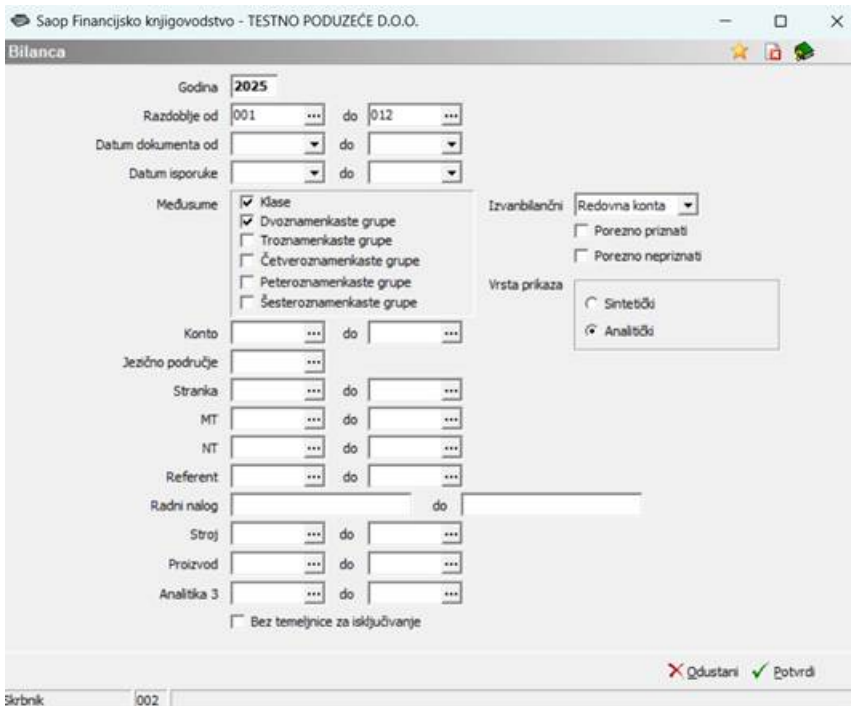 Saop Financijsko knjigovodstvo - TESTNO PODUZEĆE D.O.O.
Bilanca
Godina 2025
Razdoblje od 001 ... do 012 ...
Datum dokumenta od do
Datum isporuke do
Međusume
Klase
Dvoznamenkaste grupe
Troznamenkaste grupe
Četveroznamenkaste grupe
Peteroznamenkaste grupe
Šesteroznamenkaste grupe
Izvanbilančni Redovna konta
Porezno priznati
Porezno nepriznati
Vrsta prikaza
Sintetički
Analitički
Konto ... do ...
Jezično područje ...
Stranka ... do ...
MT ... do ...
NT ... do ...
Referent ... do ...
Radni nalog do
Stroj ... do ...
Proizvod ... do ...
Analitika 3 ... do ...
Bez temeljnice za isključivanje
Odustani Potvrdi
Skrbnik 002